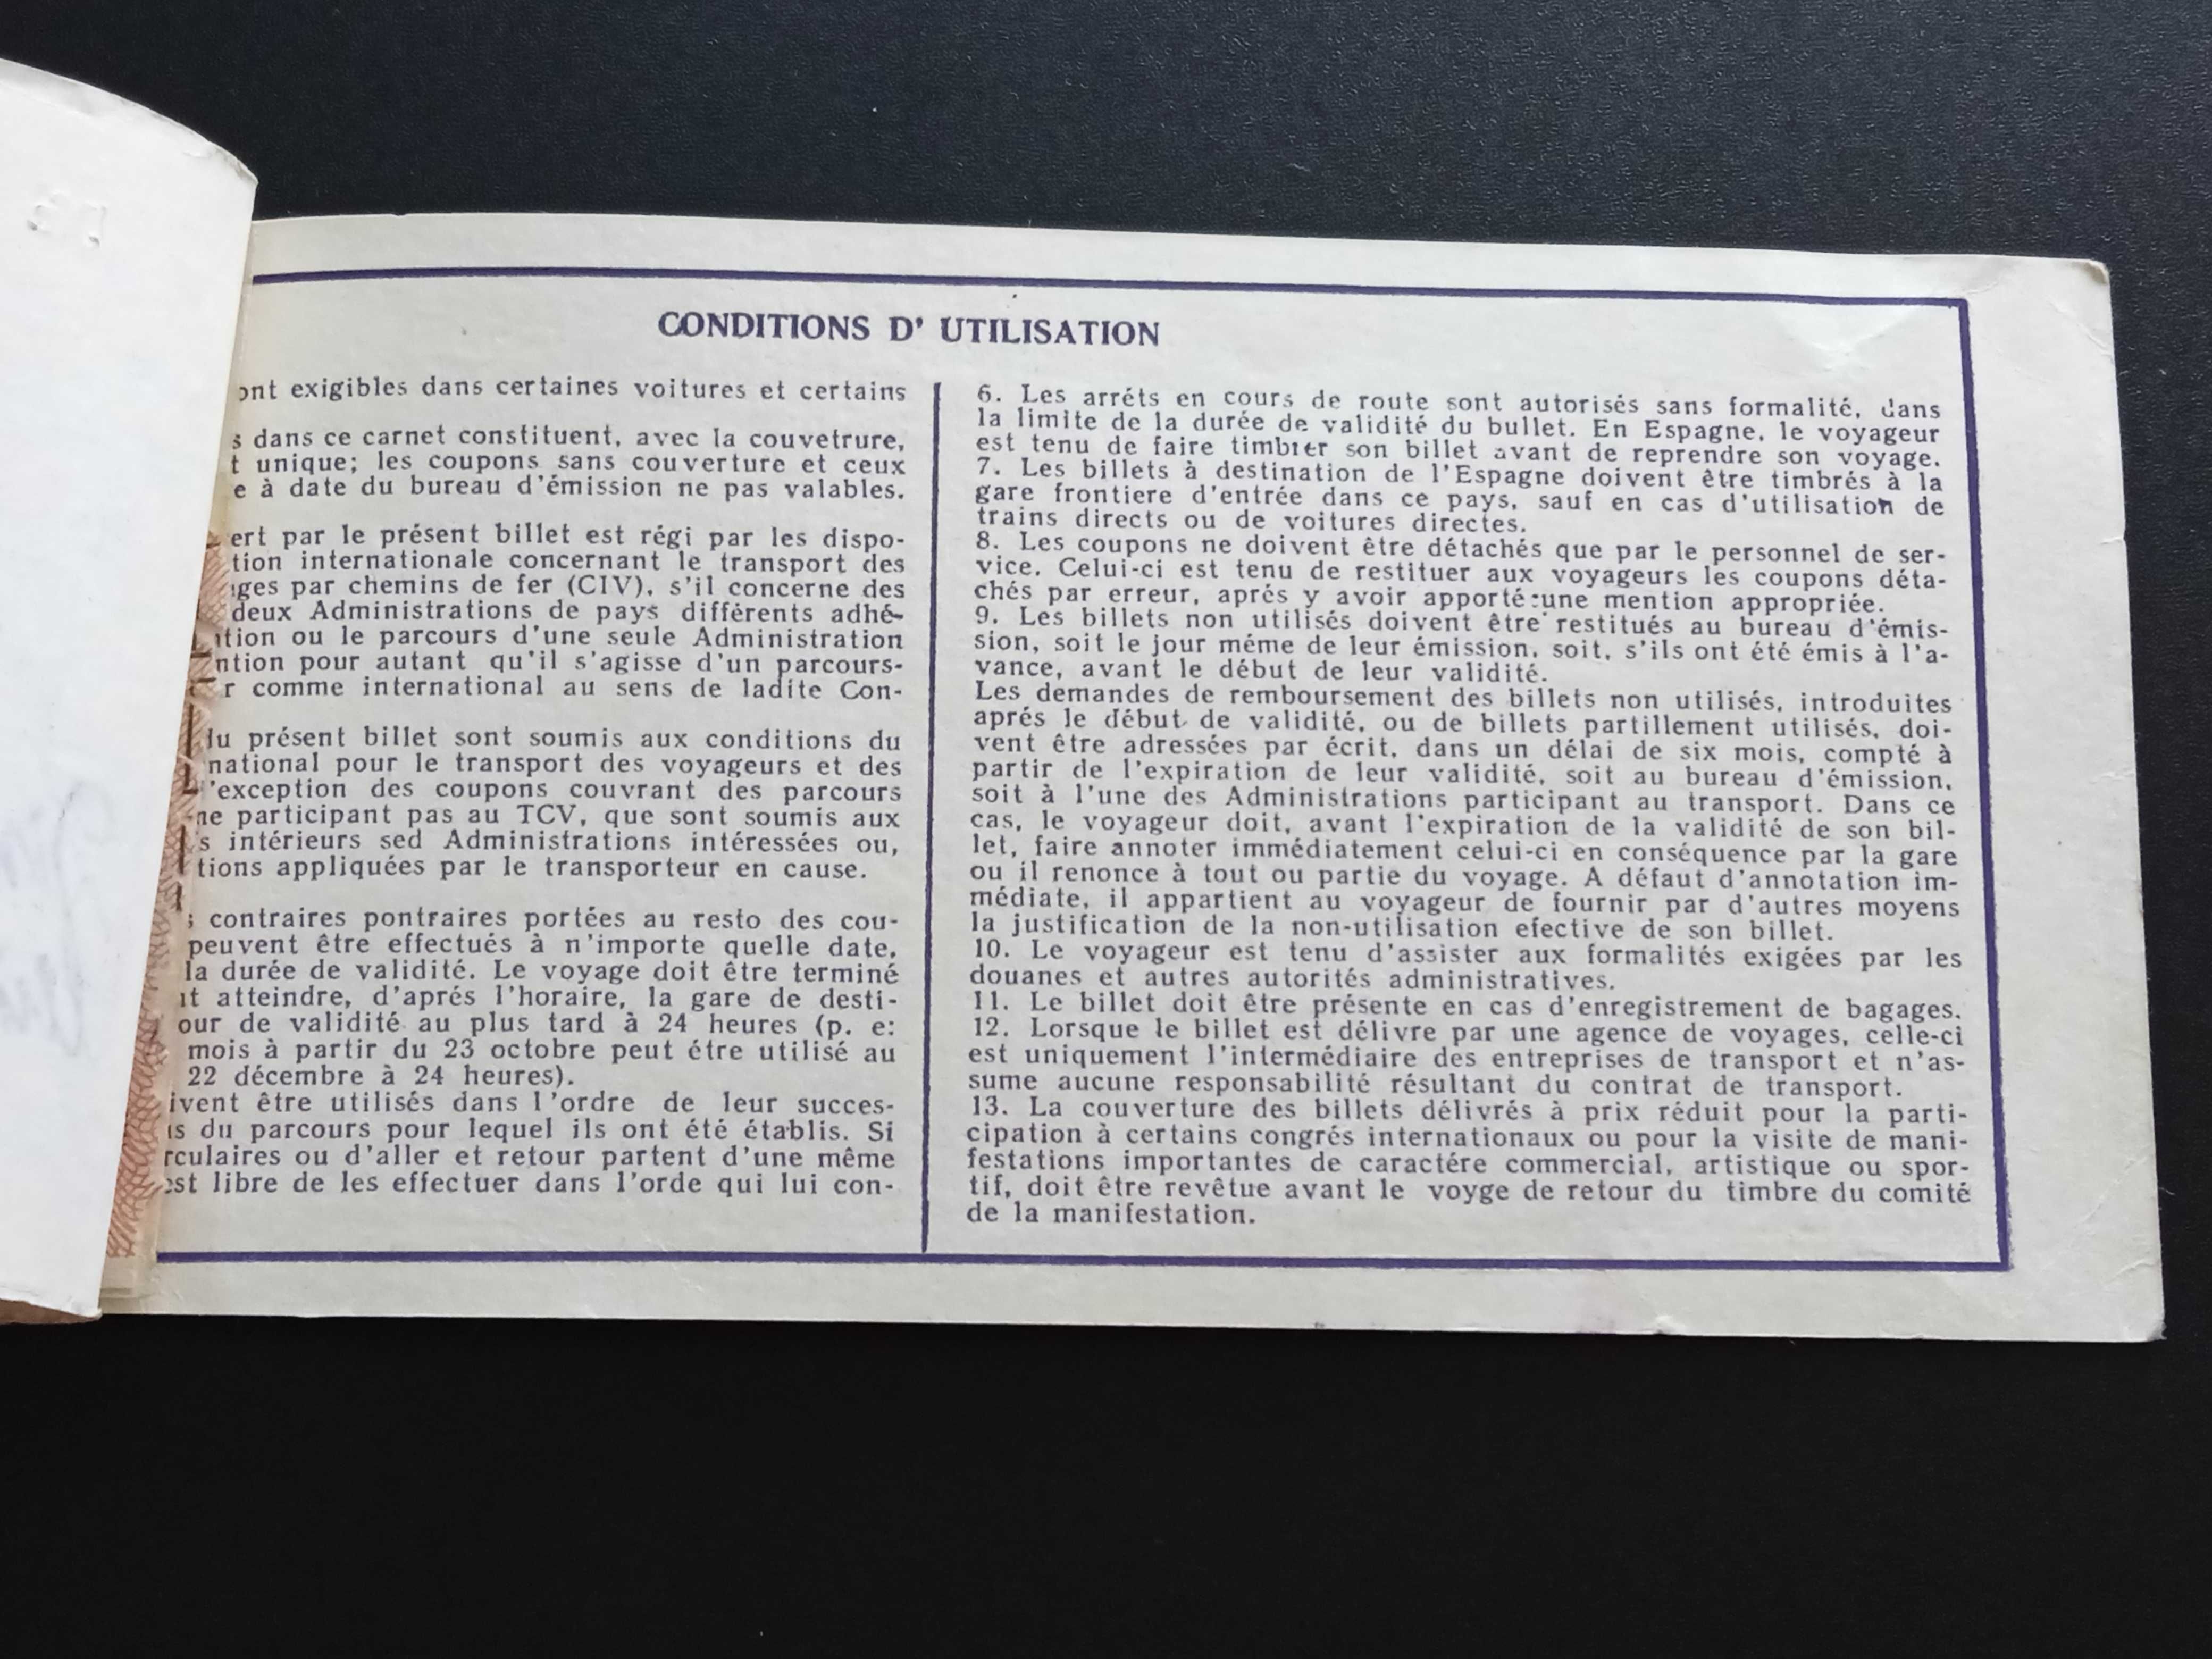 CONDITIONS D' UTILISATION
exigibles dans certaines voitures et certains
dans ce carnet constituent, avec la couvetrure,
unique; les coupons sans couverture et ceux
à date du bureau d'émission ne pas valables.
par le présent billet est régi par les dispo-
internationale concernant le transport des
par chemins de fer (CIV), s'il concerne des
deux Administrations de pays différents adhé-
ou le parcours d'une seule Administration
pour autant qu'il s'agisse d'un parcours-
comme international au sens de ladite Con-
du présent billet sont soumis aux conditions du
national pour le transport des voyageurs et des
'exception des coupons couvrant des parcours
ne participant pas au TCV, que sont soumis aux
s intérieurs sed Administrations intéressées ou,
tions appliquées par le transporteur en cause.
contraires pontraires portées au resto des cou-
peuvent être effectués à n'importe quelle date,
la durée de validité. Le voyage doit être terminé
atteindre, d'aprés l'horaire, la gare de desti-
our de validité au plus tard à 24 heures (p. e:
mois à partir du 23 octobre peut étre utilisé au
22 décembre à 24 heures).
ivent être utilisés dans l'ordre de leur succes-
du parcours pour lequel ils ont été établis. Si
rculaires ou d'aller et retour partent d'une même
est libre de les effectuer dans l'orde qui lui con-
6. Les arréts en cours de route sont autorisés sans formalité, dans
la limite de la durée de validité du bullet. En Espagne, le voyageur
est tenu de faire timbrer son billet avant de reprendre son voyage.
7. Les billets à destination de l'Espagne doivent être timbrés à la
gare frontiere d'entrée dans ce pays, sauf en cas d'utilisation de
trains directs ou de voitures directes.
8. Les coupons ne doivent être détachés que par le personnel de ser-
vice. Celui-ci est tenu de restituer aux voyageurs les coupons déta-
chés par erreur, aprés y avoir apporté:une mention appropriée.
9. Les billets non utilisés doivent être restitués au bureau d'émis-
sion, soit le jour méme de leur émission, soit, s'ils ont été émis à l'a-
vance, avant le début de leur validité.
Les demandes de remboursement des billets non utilisés, introduites
aprés le début de validité, ou de billets partillement utilisés, doi-
vent être adressées par écrit, dans un délai de six mois, compté à
partir de l'expiration de leur validité, soit au bureau d'émission,
soit à l'une des Administrations participant au transport. Dans ce
cas, le voyageur doit, avant l'expiration de la validité de son bil-
let, faire annoter immédiatement celui-ci en conséquence par la gare
ou il renonce à tout ou partie du voyage. A défaut d'annotation im-
médiate, il appartient au voyageur de fournir par d'autres moyens
la justification de la non-utilisation efective de son billet.
10. Le voyageur est tenu d'assister aux formalités exigées par les
douanes et autres autorités administratives.
11. Le billet doit être présente en cas d'enregistrement de bagages.
12. Lorsque le billet est délivre par une agence de voyages, celle-ci
est uniquement l'intermédiaire des entreprises de transport et n'as-
sume aucune responsabilité résultant du contrat de transport.
13. La couverture des billets délivrés à prix réduit pour la parti-
cipation à certains congrés internationaux ou pour la visite de mani-
festations importantes de caractére commercial, artistique ou spor-
tif, doit être revêtue avant le voyge de retour du timbre du comité
de la manifestation.